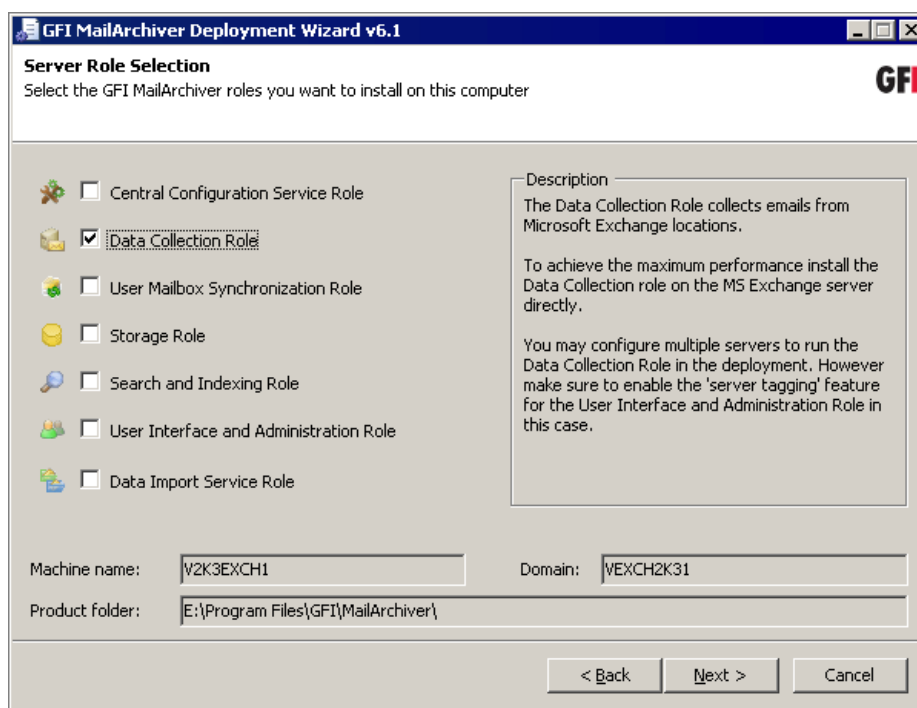 GFI MailArchiver Deployment Wizard v6.1
Server Role Selection
Select the GFI MailArchiver roles you want to install on this computer
GFI
Central Configuration Service Role
Data Collection Role
User Mailbox Synchronization Role
Storage Role
Search and Indexing Role
User Interface and Administration Role
Data Import Service Role
Description
The Data Collection Role collects emails from
Microsoft Exchange locations.
To achieve the maximum performance install the
Data Collection role on the MS Exchange server
directly.
You may configure multiple servers to run the
Data Collection Role in the deployment. However
make sure to enable the 'server tagging' feature
for the User Interface and Administration Role in
this case.
Machine name: V2K3EXCH1 Domain: VEXCH2K31
Product folder: E:\Program Files\GFI\MailArchiver\
< Back Next > Cancel